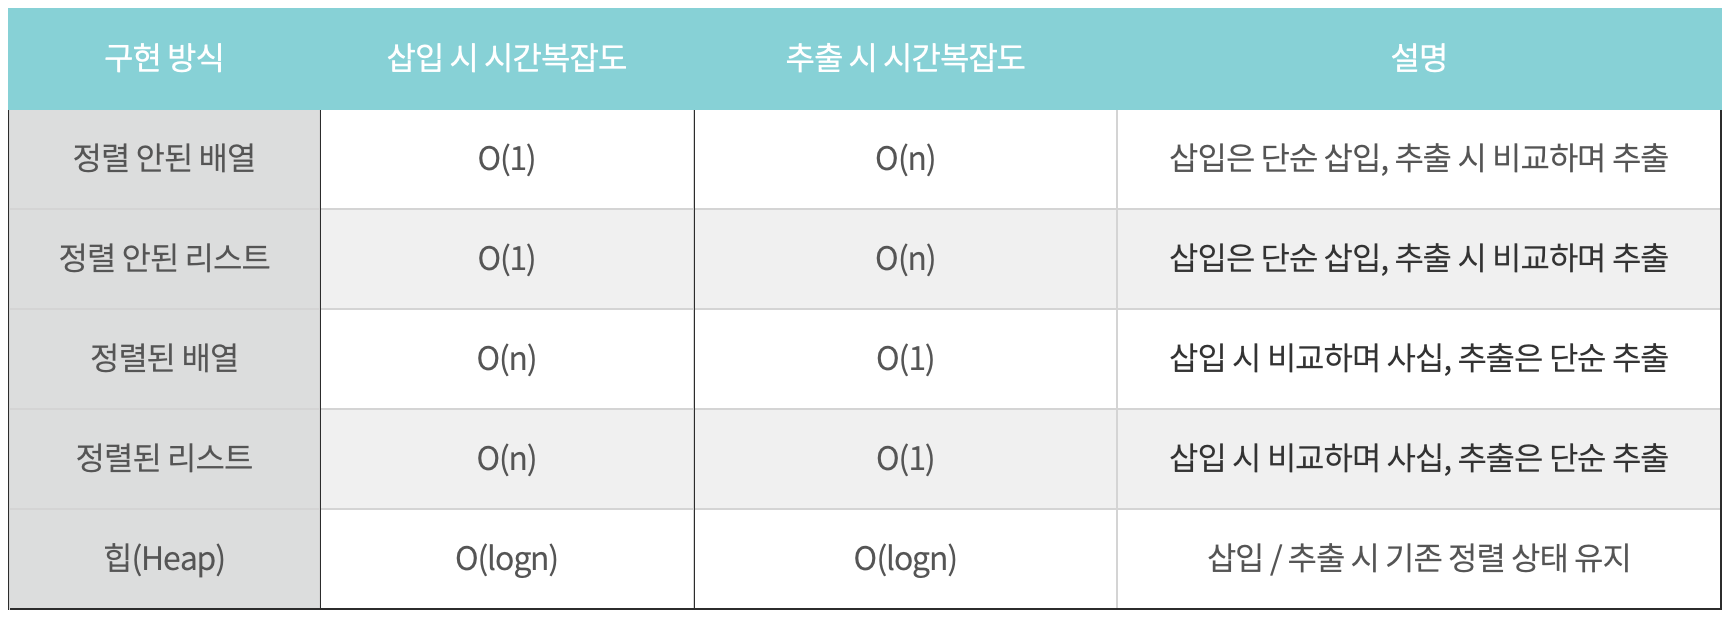 구현 방식 삽입 시 시간복잡도 추출 시 시간복잡도 설명
정렬 안된 배열 O(1) O(n) 삽입은 단순 삽입, 추출 시 비교하며 추출
정렬 안된 리스트 O(1) O(n) 삽입은 단순 삽입, 추출 시 비교하며 추출
정렬된 배열 O(n) O(1) 삽입 시 비교하며 사십, 추출은 단순 추출
정렬된 리스트 O(n) O(1) 삽입 시 비교하며 사십, 추출은 단순 추출
힙(Heap) O(logn) O(logn) 삽입 / 추출 시 기존 정렬 상태 유지